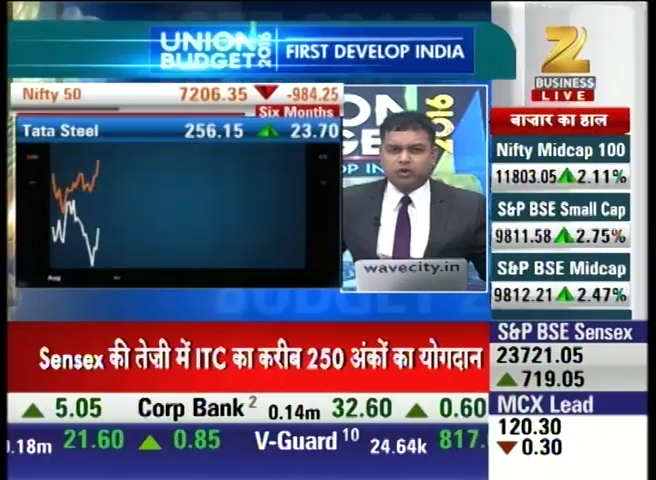 UNION BUDGET 2016 FIRST DEVELOP INDIA
Z
BUSINESS
LIVE
Nifty 50 7206.35 -984.25
Six Months
Tata Steel 256.15 23.70
Aug
wavecity.in
बाज़ार का हाल
Nifty Midcap 100
11803.05 2.11%
S&P BSE Small Cap
9811.58 2.75%
S&P BSE Midcap
9812.21 2.47%
Sensex की तेजी में ITC का करीब 250 अंकों का योगदान
S&P BSE Sensex
23721.05
719.05
5.05 Corp Bank 2 0.14m 32.60 0.60
MCX Lead
120.30
0.30
0.18m 21.60 0.85 V-Guard 10 24.64k 817.